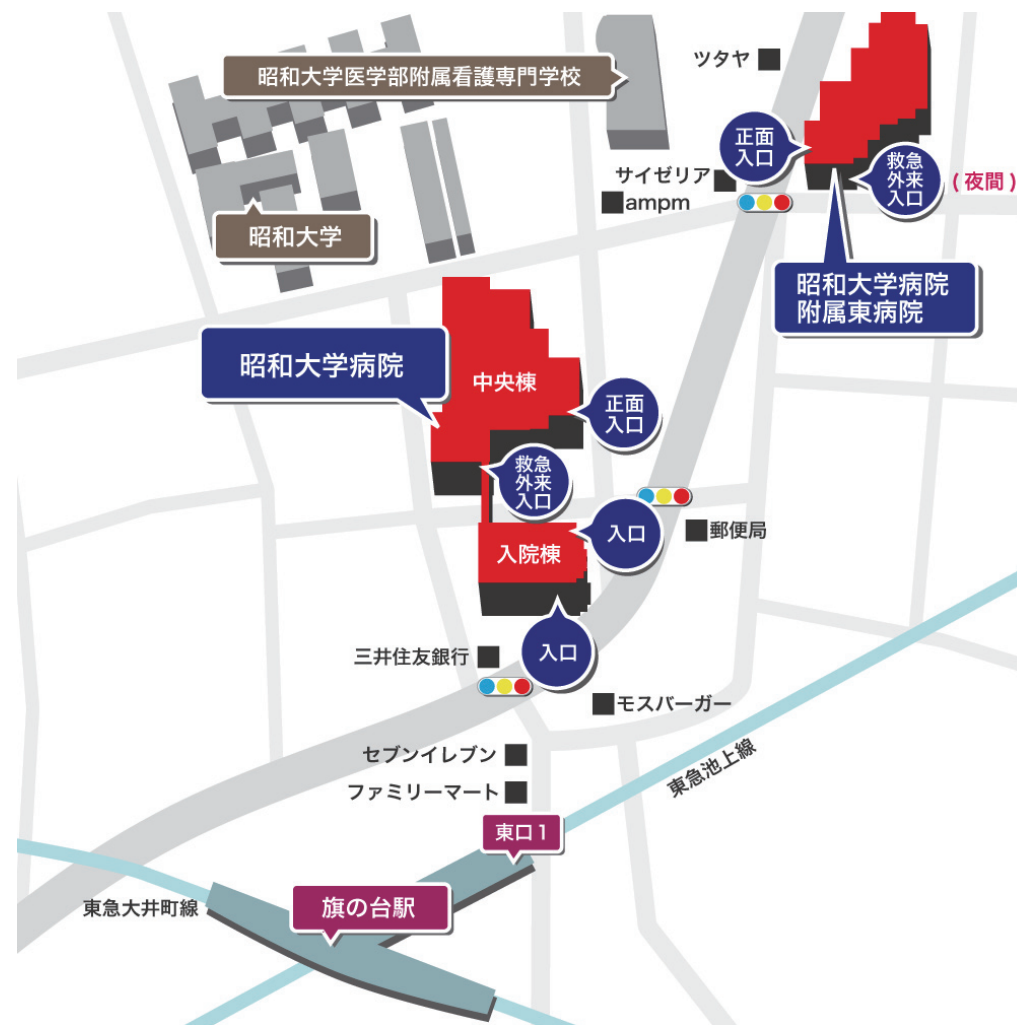 ツタヤ
昭和大学医学部附属看護専門学校
正面
入口
救急
外来
入口
(夜間)
サイゼリア
ampm
昭和大学
昭和大学病院
附属東病院
昭和大学病院
中央棟
正面
入口
救急
外来
入口
入口
郵便局
入院棟
入口
三井住友銀行
モスバーガー
セブンイレブン
ファミリーマート
東急池上線
東口1
旗の台駅
東急大井町線